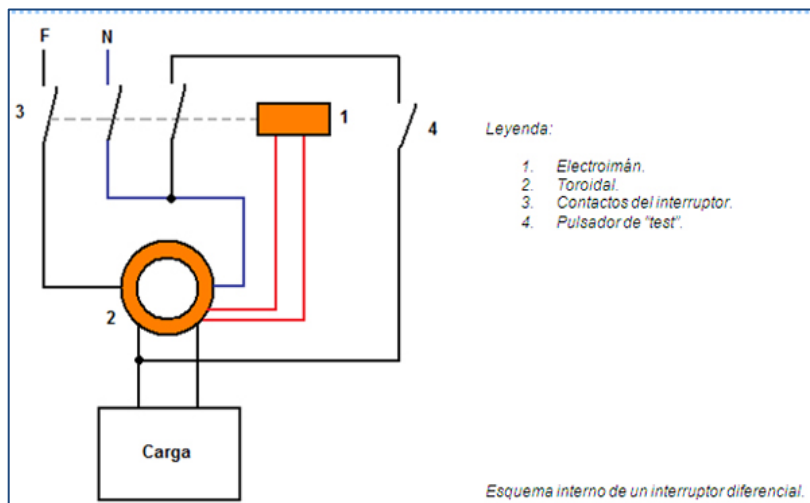 F N
3
1
4
Leyenda:
1. Electroimán.
2. Toroidal.
3. Contactos del interruptor.
4. Pulsador de "test".
2
Carga
Esquema interno de un interruptor diferencial.